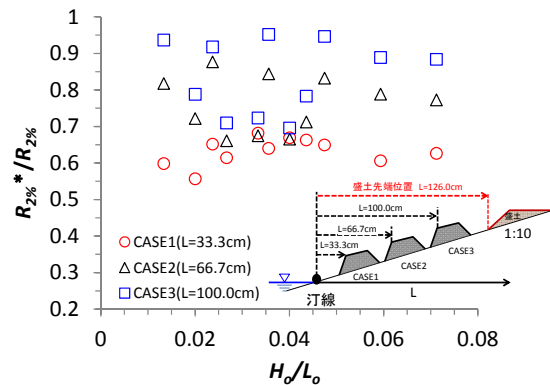 R2%*/R2%
1
0.9
0.8
0.7
0.6
0.5
0.4
0.3
0.2
0
0.02
0.04
0.06
0.08
Ho/Lo
CASE1(L=33.3cm)
CASE2(L=66.7cm)
CASE3(L=100.0cm)
盛土先端位置 L=126.0cm
L=100.0cm
L=66.7cm
L=33.3cm
盛土
1:10
CASE1
CASE2
CASE3
汀線
L